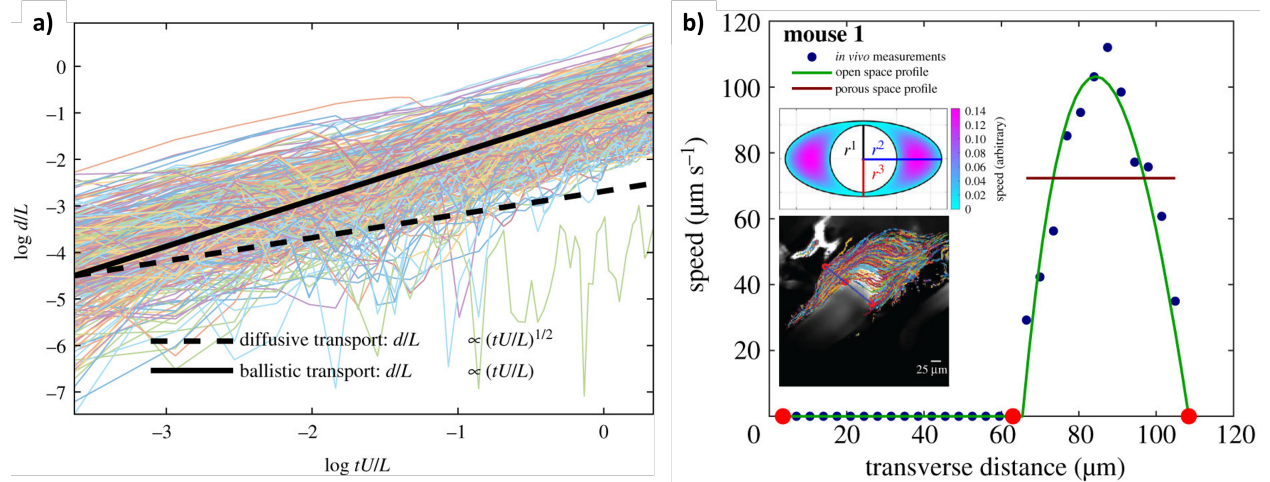 a)
0
−1
−2
−3
−4
−5
−6
−7
log d/L
diffusive transport: d/L ∝ (tU/L)^1/2
ballistic transport: d/L ∝ (tU/L)
−3 −2 −1 0
log tU/L
b)
120
100
80
60
40
20
0
speed (µm s⁻¹)
mouse 1
in vivo measurements
open space profile
porous space profile
r¹ r²
r³
0.14
0.12
0.10
0.08
0.06
0.04
0.02
0
speed (arbitrary)
25 µm
20 40 60 80 100 120
transverse distance (µm)